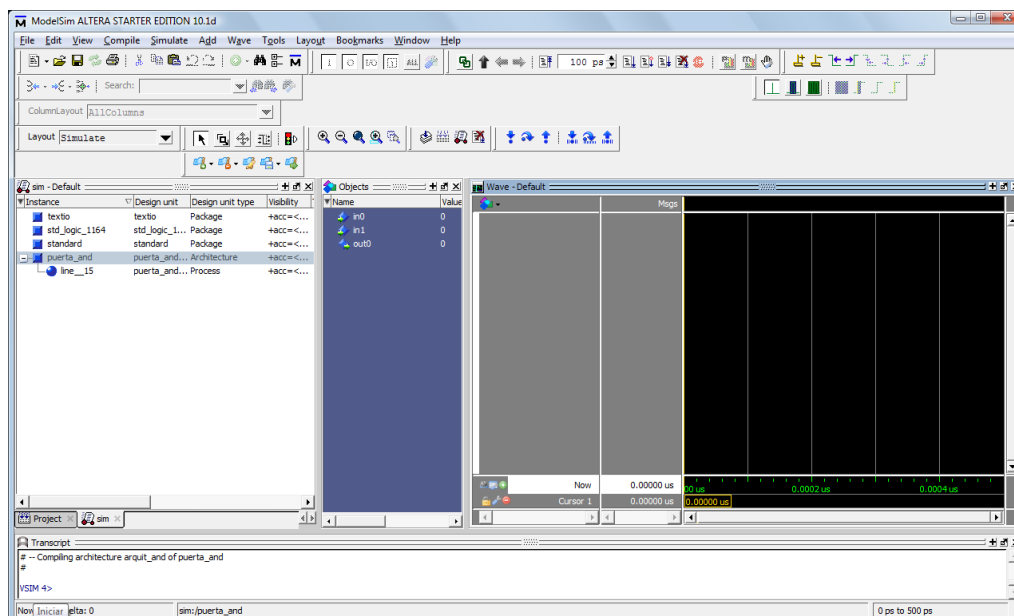 ModelSim ALTERA STARTER EDITION 10.1d
File Edit View Compile Simulate Add Wave Tools Layout Bookmarks Window Help
100 ps
Search:
ColumnLayout AllColumns
Layout Simulate
sim - Default
Instance Design unit Design unit type Visibility
textio textio Package +acc=<...
std_logic_1164 std_logic_1... Package +acc=<...
standard standard Package +acc=<...
puerta_and puerta_and... Architecture +acc=<...
line__15 puerta_and... Process +acc=<...
Project sim
Objects
Name Value
in0 0
in1 0
out0 0
Wave - Default
Msgs
Now 0.00000 us
Cursor 1 0.00000 us
00 us 0.0002 us 0.0004 us
0.00000 us
Transcript
# -- Compiling architecture arquit_and of puerta_and
#
VSIM 4>
Now Iniciar elta: 0 sim:/puerta_and 0 ps to 500 ps